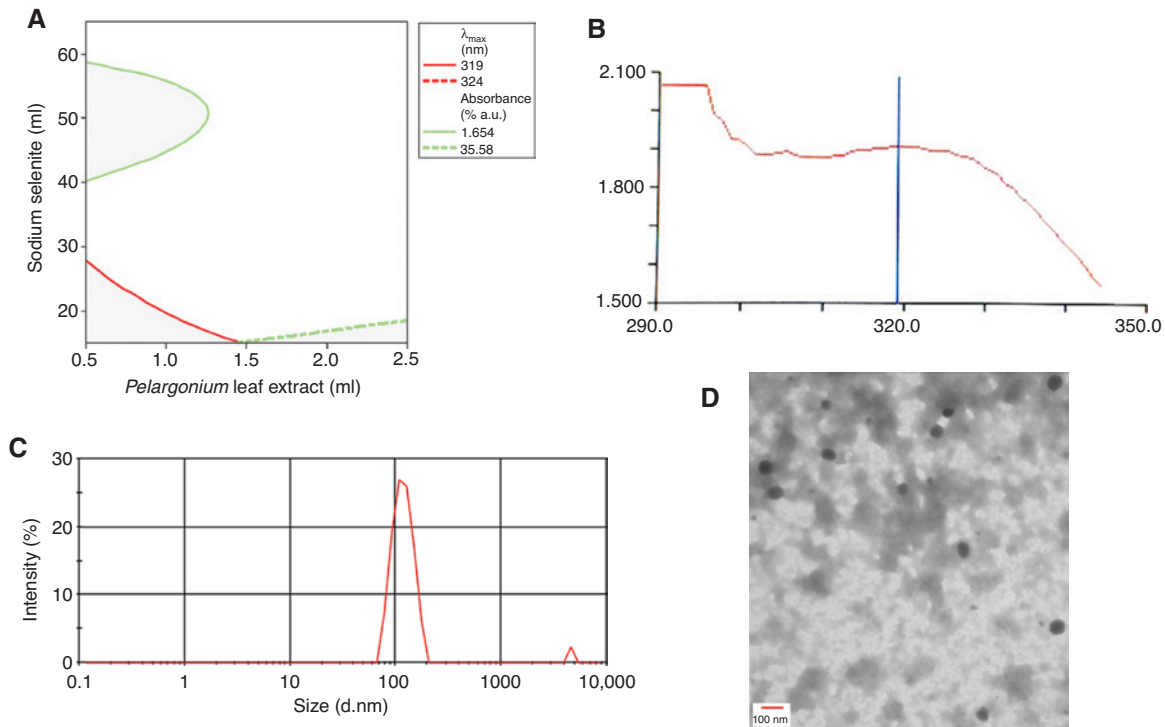 A
60
50
40
30
20
0.5 1.0 1.5 2.0 2.5
Sodium selenite (ml)
Pelargonium leaf extract (ml)
λmax
(nm)
319
324
Absorbance
(% a.u.)
1.654
35.58
B
2.100
1.800
1.500
290.0 320.0 350.0
C
30
20
10
0
0.1 1 10 100 1000 10,000
Intensity (%)
Size (d.nm)
D
100 nm